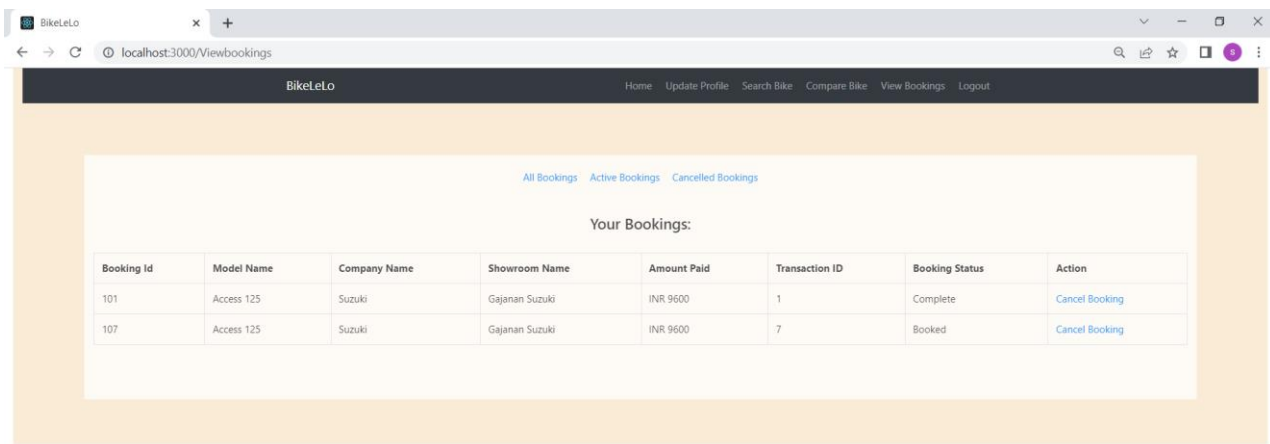 BikeLeLo
localhost:3000/Viewbookings
S
BikeLeLo Home Update Profile Search Bike Compare Bike View Bookings Logout
All Bookings Active Bookings Cancelled Bookings
Your Bookings:
Booking Id Model Name Company Name Showroom Name Amount Paid Transaction ID Booking Status Action
101 Access 125 Suzuki Gajanan Suzuki INR 9600 1 Complete Cancel Booking
107 Access 125 Suzuki Gajanan Suzuki INR 9600 7 Booked Cancel Booking